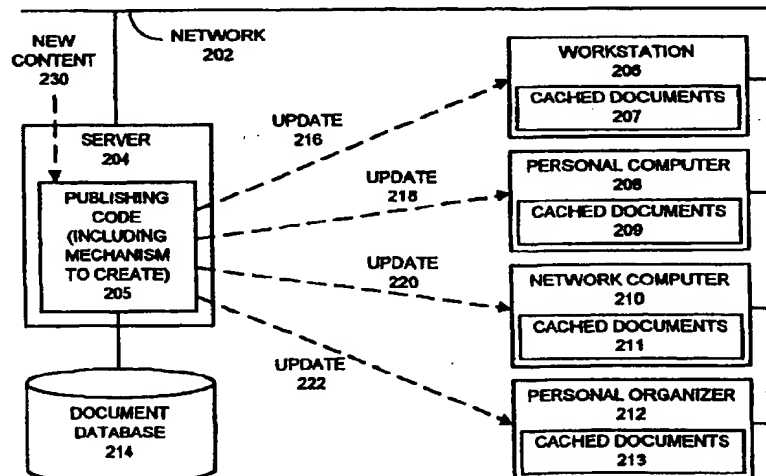 NETWORK
202
NEW
CONTENT
230
SERVER
204
PUBLISHING
CODE
(INCLUDING
MECHANISM
TO CREATE)
205
DOCUMENT
DATABASE
214
UPDATE
216
UPDATE
218
UPDATE
220
UPDATE
222
WORKSTATION
206
CACHED DOCUMENTS
207
PERSONAL COMPUTER
208
CACHED DOCUMENTS
209
NETWORK COMPUTER
210
CACHED DOCUMENTS
211
PERSONAL ORGANIZER
212
CACHED DOCUMENTS
213